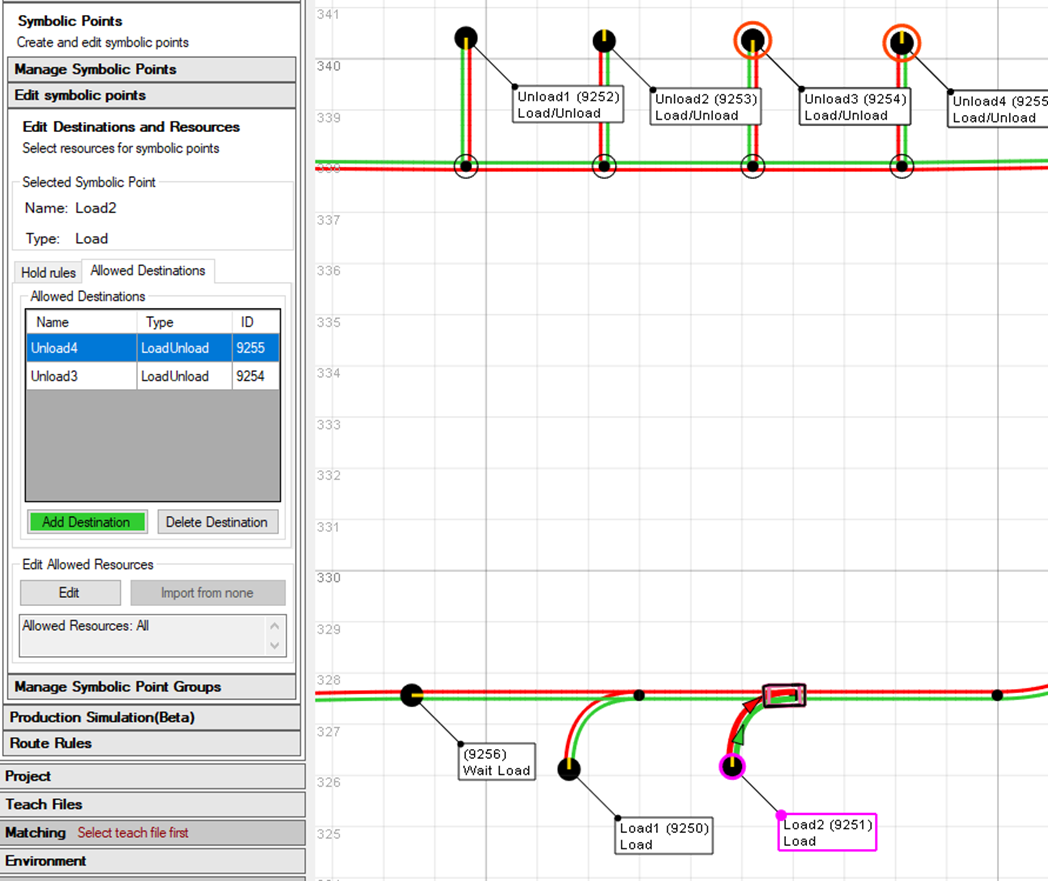 Symbolic Points
Create and edit symbolic points
Manage Symbolic Points
Edit symbolic points
Edit Destinations and Resources
Select resources for symbolic points
Selected Symbolic Point
Name: Load2
Type: Load
Hold rules
Allowed Destinations
Allowed Destinations
Name Type ID
Unload4 LoadUnload 9255
Unload3 LoadUnload 9254
Add Destination Delete Destination
Edit Allowed Resources
Edit Import from none
Allowed Resources: All
Manage Symbolic Point Groups
Production Simulation(Beta)
Route Rules
Project
Teach Files
Matching Select teach file first
Environment
341
340
339
338
337
336
335
334
333
332
331
330
329
328
327
326
325
Unload1 (9252)
Load/Unload
Unload2 (9253)
Load/Unload
Unload3 (9254)
Load/Unload
Unload4 (9255
Load/Unload
(9256)
Wait Load
Load1 (9250)
Load
Load2 (9251)
Load